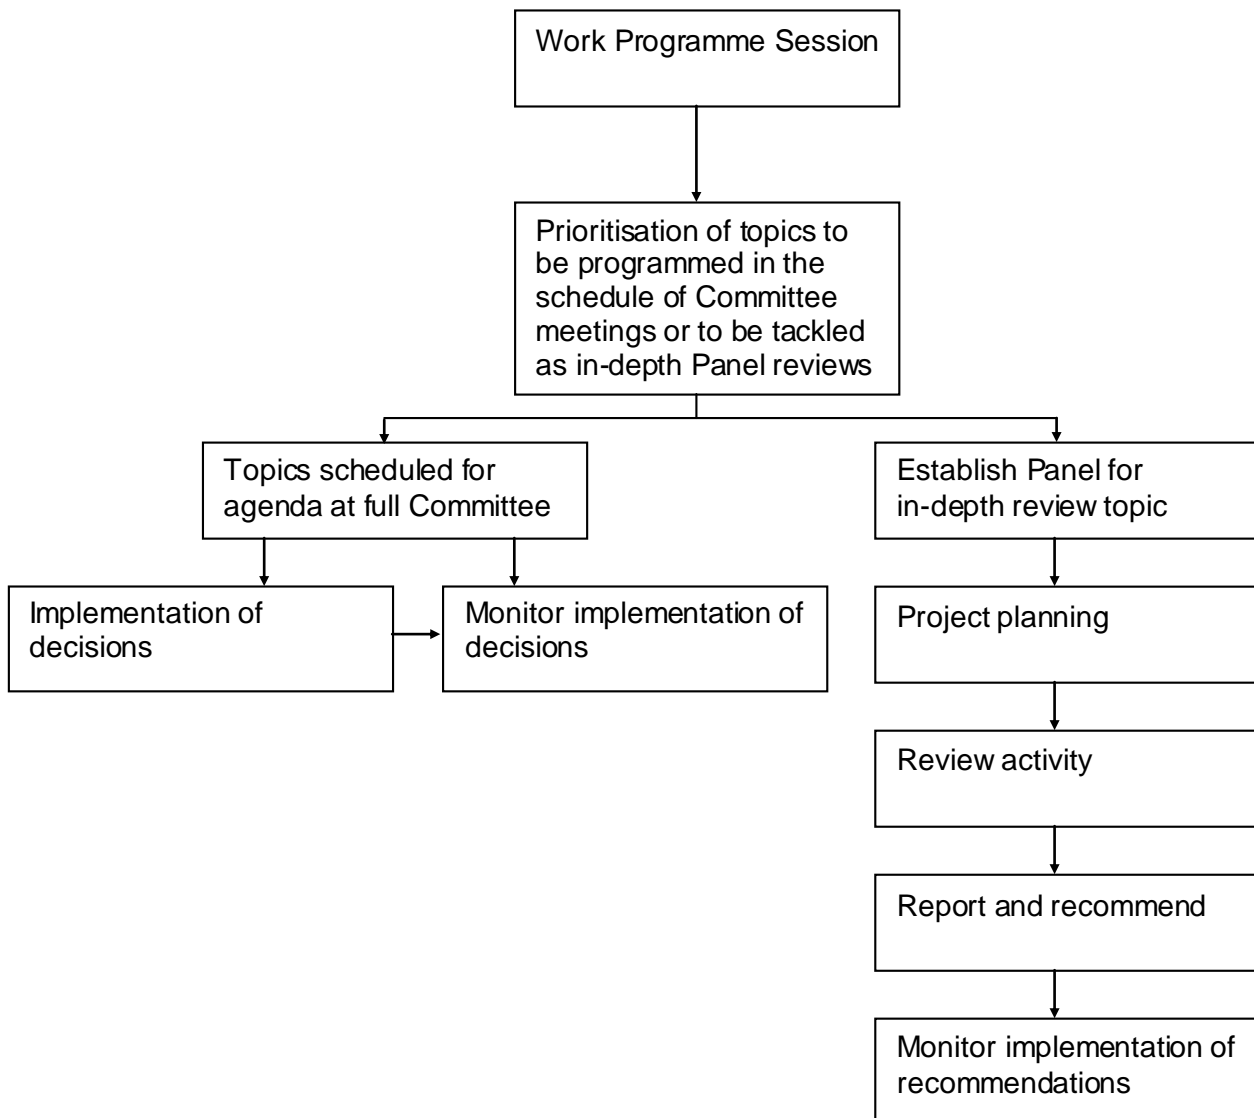 Work Programme Session
Prioritisation of topics to
be programmed in the
schedule of Committee
meetings or to be tackled
as in-depth Panel reviews
Topics scheduled for
agenda at full Committee
Establish Panel for
in-depth review topic
Implementation of
decisions
Monitor implementation of
decisions
Project planning
Review activity
Report and recommend
Monitor implementation of
recommendations